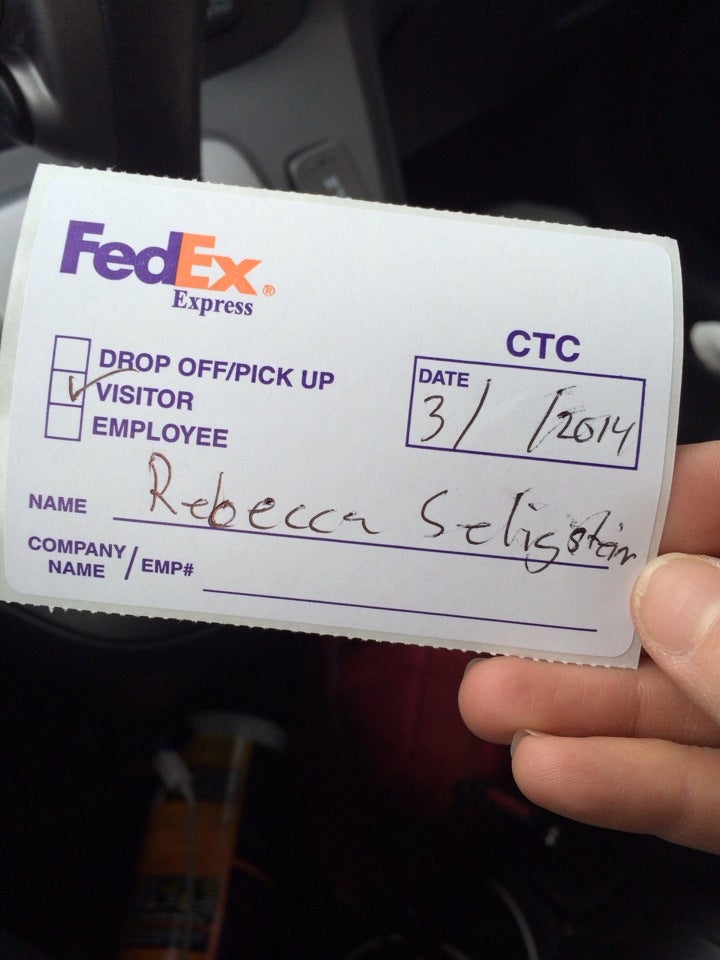 FedEx®
Express
CTC
DROP OFF/PICK UP
VISITOR
EMPLOYEE
DATE
3/ /2014
NAME Rebecca Seligstein
COMPANY NAME / EMP#